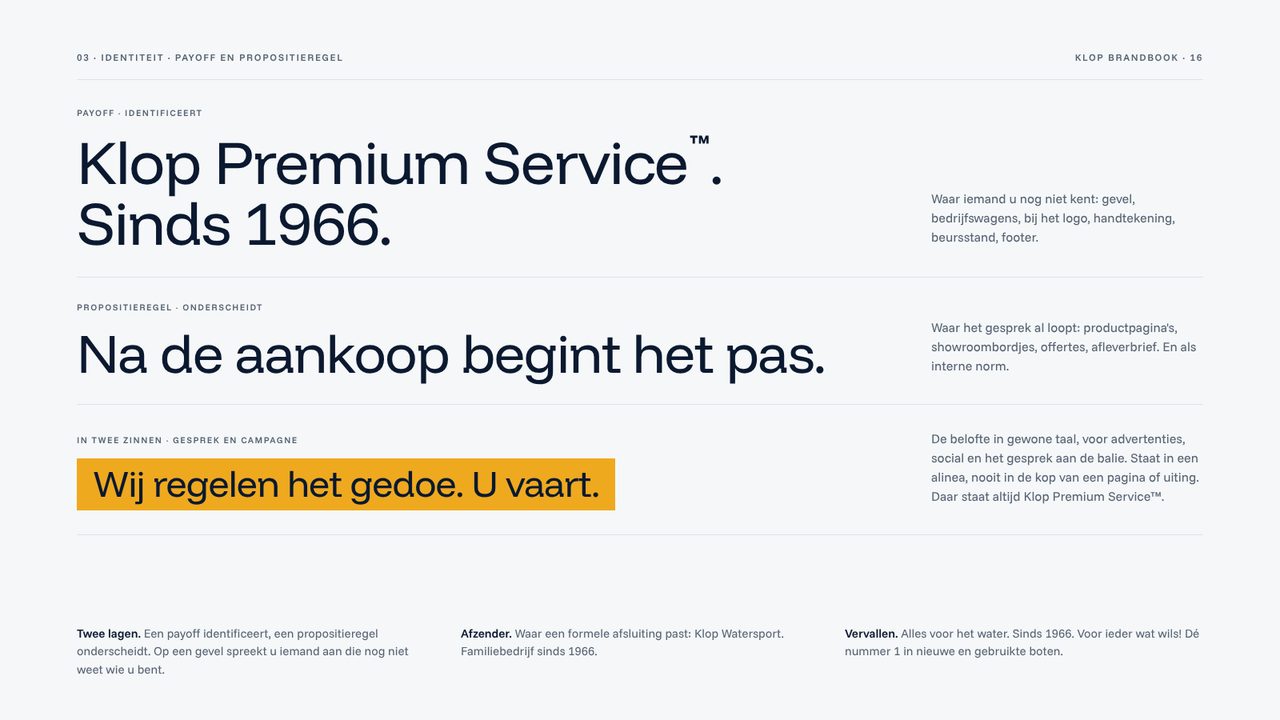 03 · IDENTITEIT · PAYOFF EN PROPOSITIEREGEL
KLOP BRANDBOOK · 16
PAYOFF · IDENTIFICEERT
Klop Premium Service™.
Sinds 1966.
Waar iemand u nog niet kent: gevel,
bedrijfswagens, bij het logo, handtekening,
beursstand, footer.
PROPOSITIEREGEL · ONDERSCHEIDT
Na de aankoop begint het pas.
Waar het gesprek al loopt: productpagina's,
showroombordjes, offertes, afleverbrief. En als
interne norm.
IN TWEE ZINNEN · GESPREK EN CAMPAGNE
Wij regelen het gedoe. U vaart.
De belofte in gewone taal, voor advertenties,
social en het gesprek aan de balie. Staat in een
alinea, nooit in de kop van een pagina of uiting.
Daar staat altijd Klop Premium Service™.
Twee lagen. Een payoff identificeert, een propositieregel
onderscheidt. Op een gevel spreekt u iemand aan die nog niet
weet wie u bent.
Afzender. Waar een formele afsluiting past: Klop Watersport.
Familiebedrijf sinds 1966.
Vervallen. Alles voor het water. Sinds 1966. Voor ieder wat wils! Dé
nummer 1 in nieuwe en gebruikte boten.